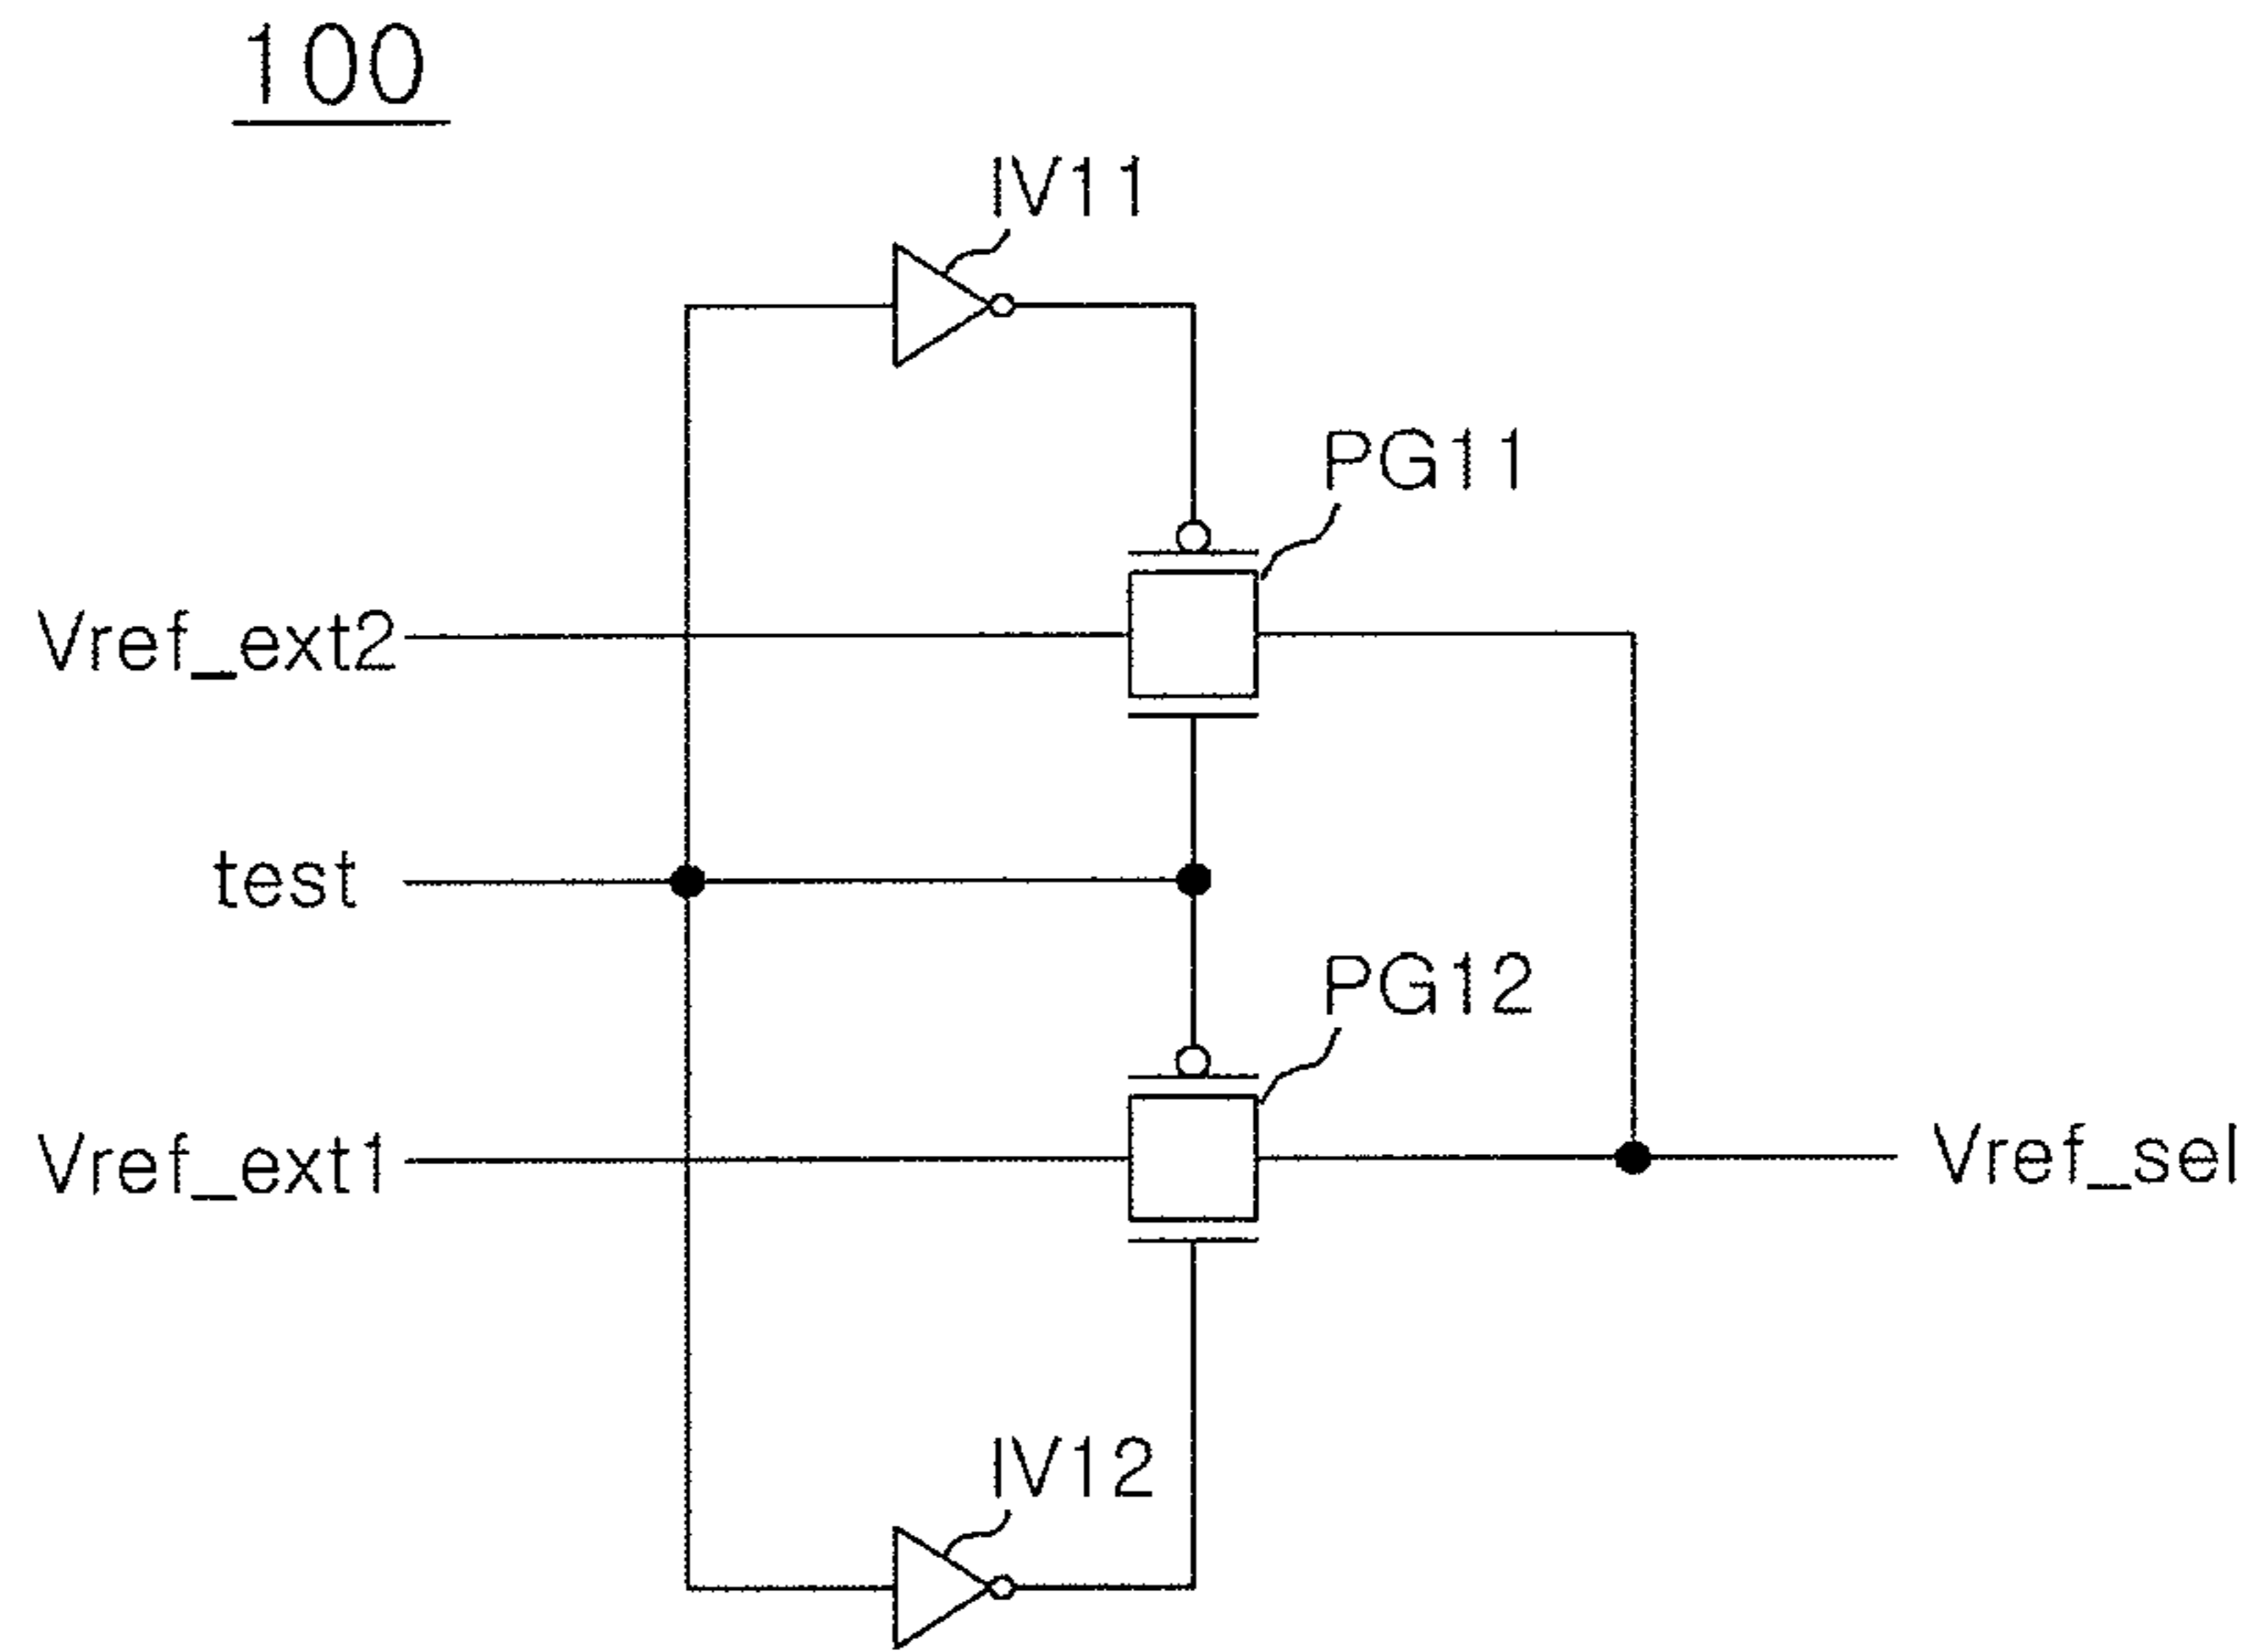 100
IV11
PG11
Vref_ext2
test
PG12
Vref_ext1
Vref_sel
IV12